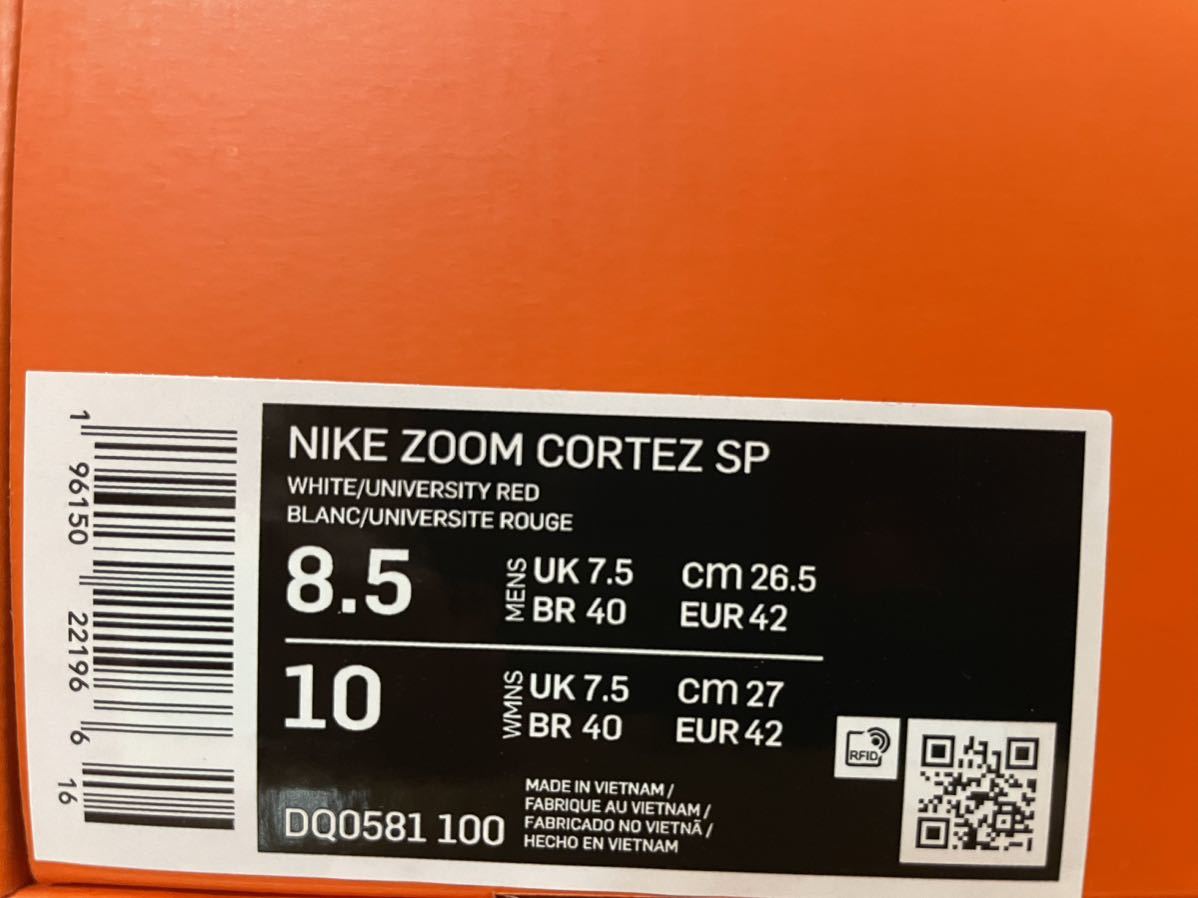 NIKE ZOOM CORTEZ SP
WHITE/UNIVERSITY RED
BLANC/UNIVERSITE ROUGE
8.5 MENS UK 7.5 cm 26.5
BR 40 EUR 42
10 WMNS UK 7.5 cm 27
BR 40 EUR 42
DQ0581 100
MADE IN VIETNAM /
FABRIQUE AU VIETNAM /
FABRICADO NO VIETNÃ /
HECHO EN VIETNAM
RFID
1 96150 22196 6 16